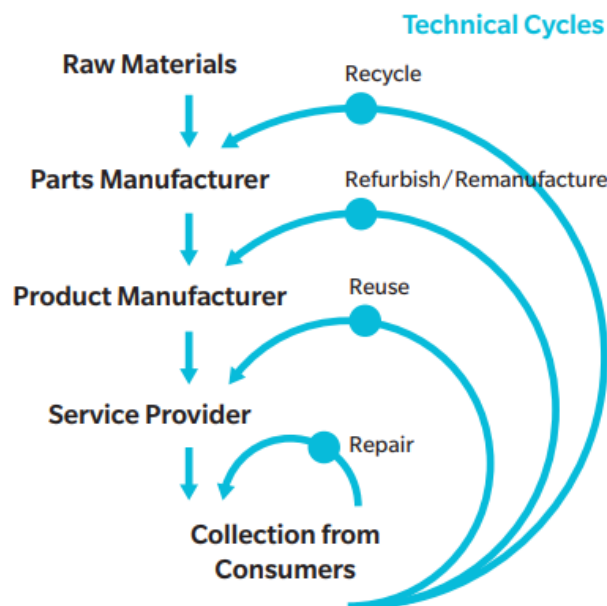 Technical Cycles
Raw Materials
Recycle
Parts Manufacturer
Refurbish/Remanufacture
Product Manufacturer
Reuse
Service Provider
Repair
Collection from
Consumers